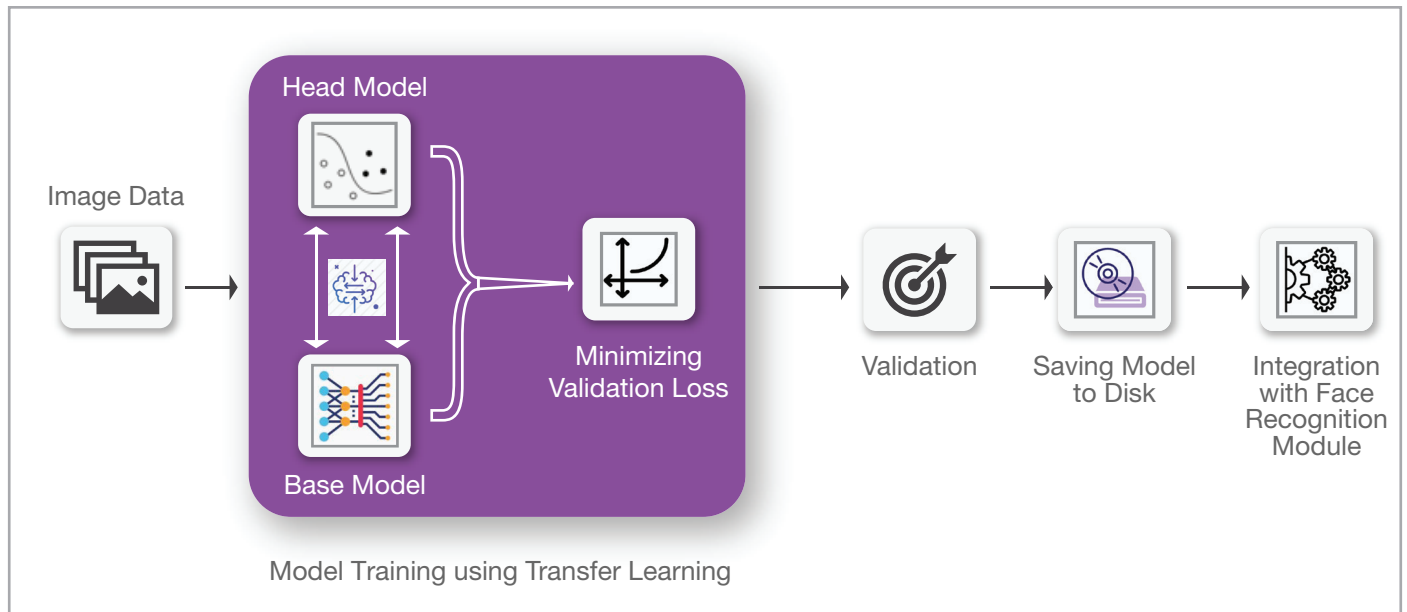 Image Data
Head Model
Base Model
Minimizing
Validation Loss
Model Training using Transfer Learning
Validation
Saving Model
to Disk
Integration
with Face
Recognition
Module